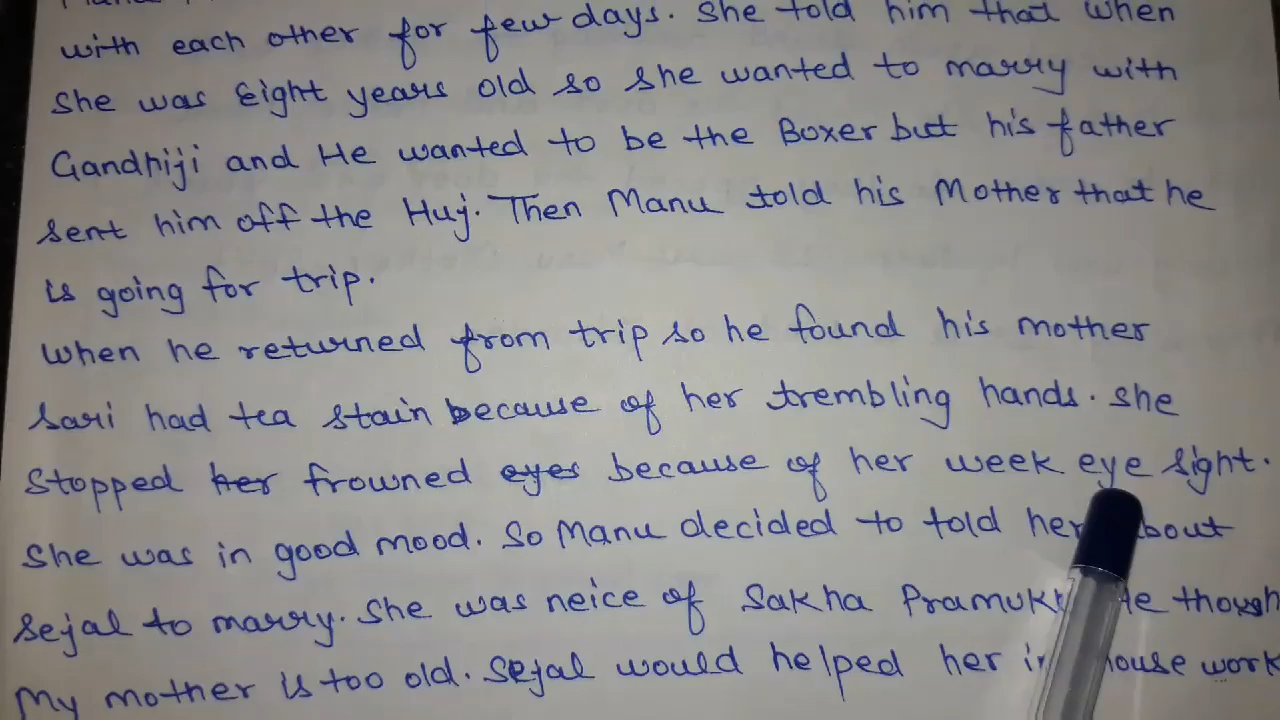 with each other for few days. She told him that when
She was Eight years old so she wanted to marry with
Gandhiji and He wanted to be the Boxer but his father
sent him off the Huj. Then Manu told his Mother that he
is going for trip.
When he returned from trip so he found his mother
Sari had tea stain because of her trembling hands. She
Stopped her frowned eyes because of her week eye sight.
She was in good mood. So Manu decided to told her about
Sejal to marry. She was neice of Sakha Pramukh He though
My mother is too old. Sejal would helped her in house work